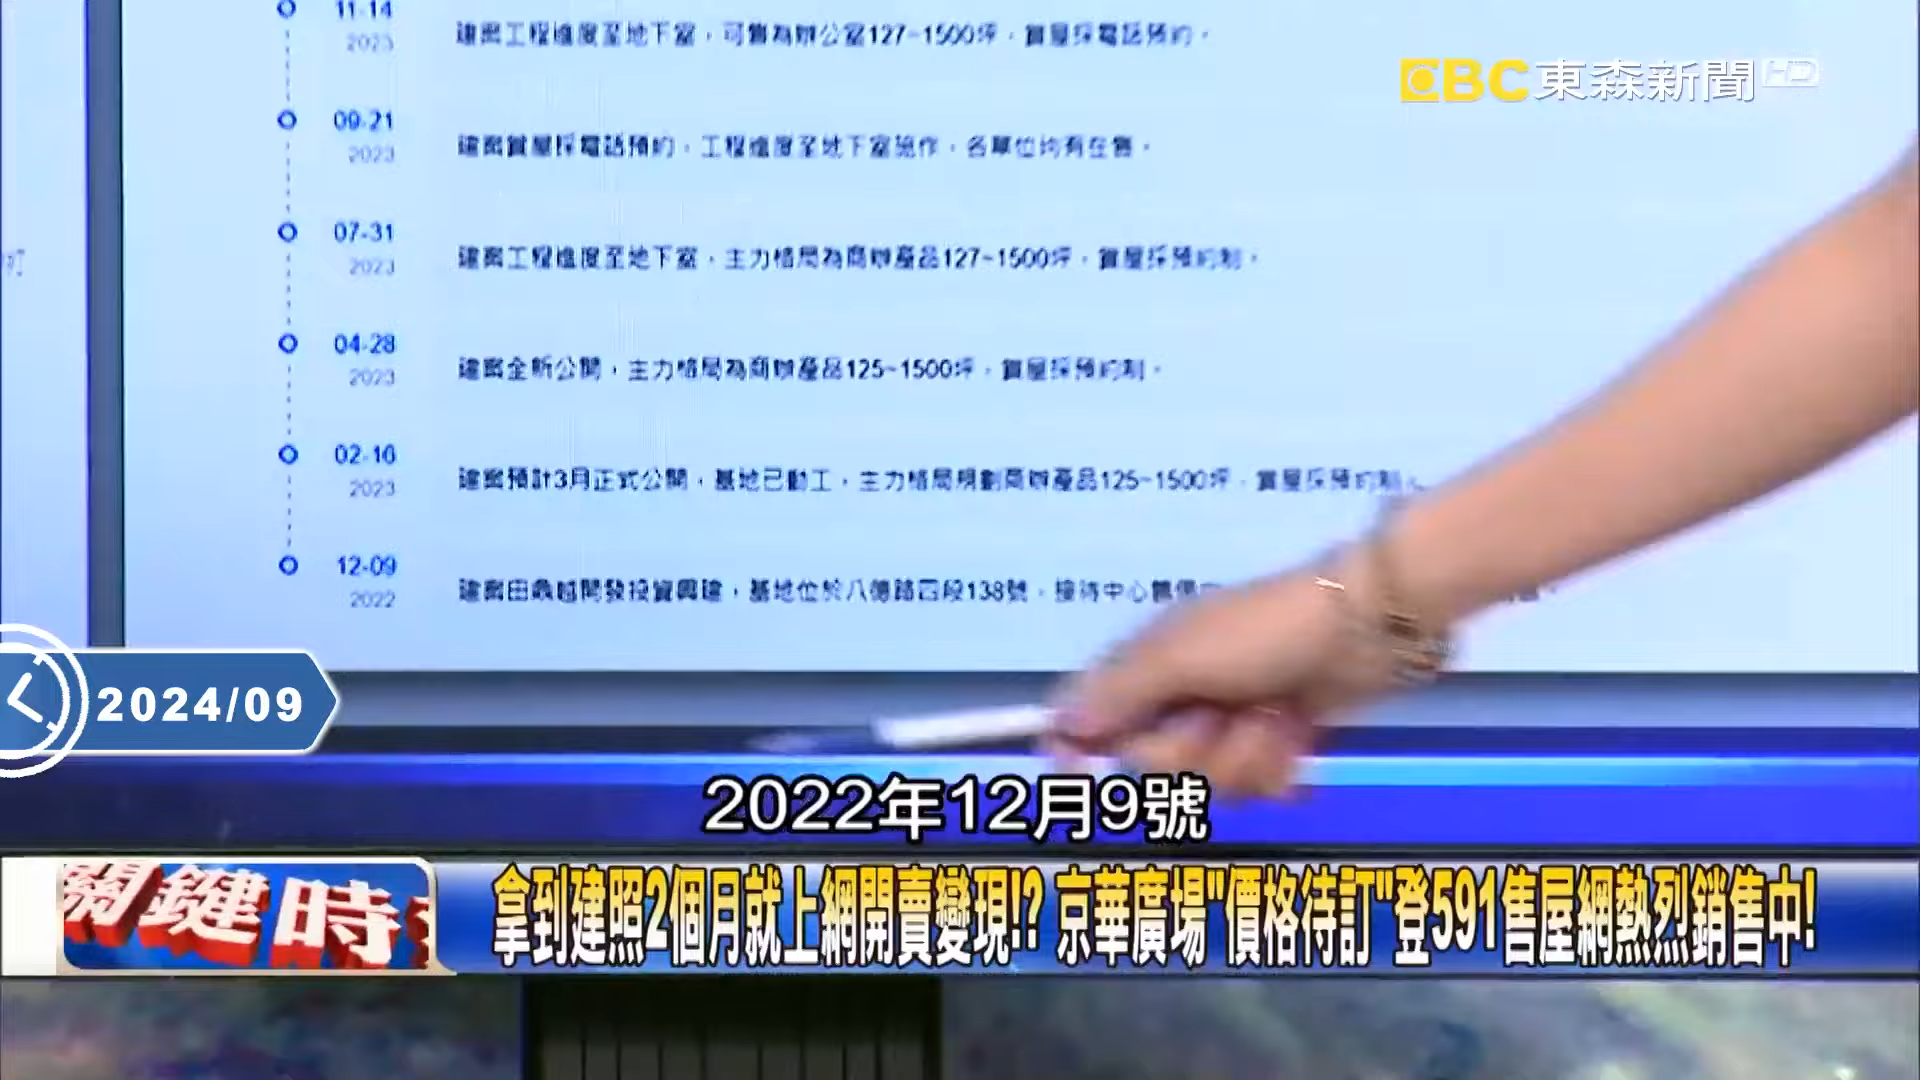 11-14
2023
建案工程進度至地下室，可售為辦公室127~1500坪，賞屋採電話預約。
EBC東森新聞HD
09-21
2023
建案賞屋採電話預約，工程進度至地下室施作，各單位均有在售。
07-31
2023
建案工程進度至地下室，主力格局為商辦產品127~1500坪，賞屋採預約制。
04-28
2023
建案全新公開，主力格局為商辦產品125~1500坪，賞屋採預約制。
02-16
2023
建案預計3月正式公開，基地已動工，主力格局規劃商辦產品125~1500坪，賞屋採預約制。
12-09
2022
建案由鼎越開發投資興建，基地位於八德路四段138號，接待中心
2024/09
2022年12月9號
關鍵時
拿到建照2個月就上網開賣變現!? 京華廣場"價格待訂"登591售屋網熱烈銷售中!